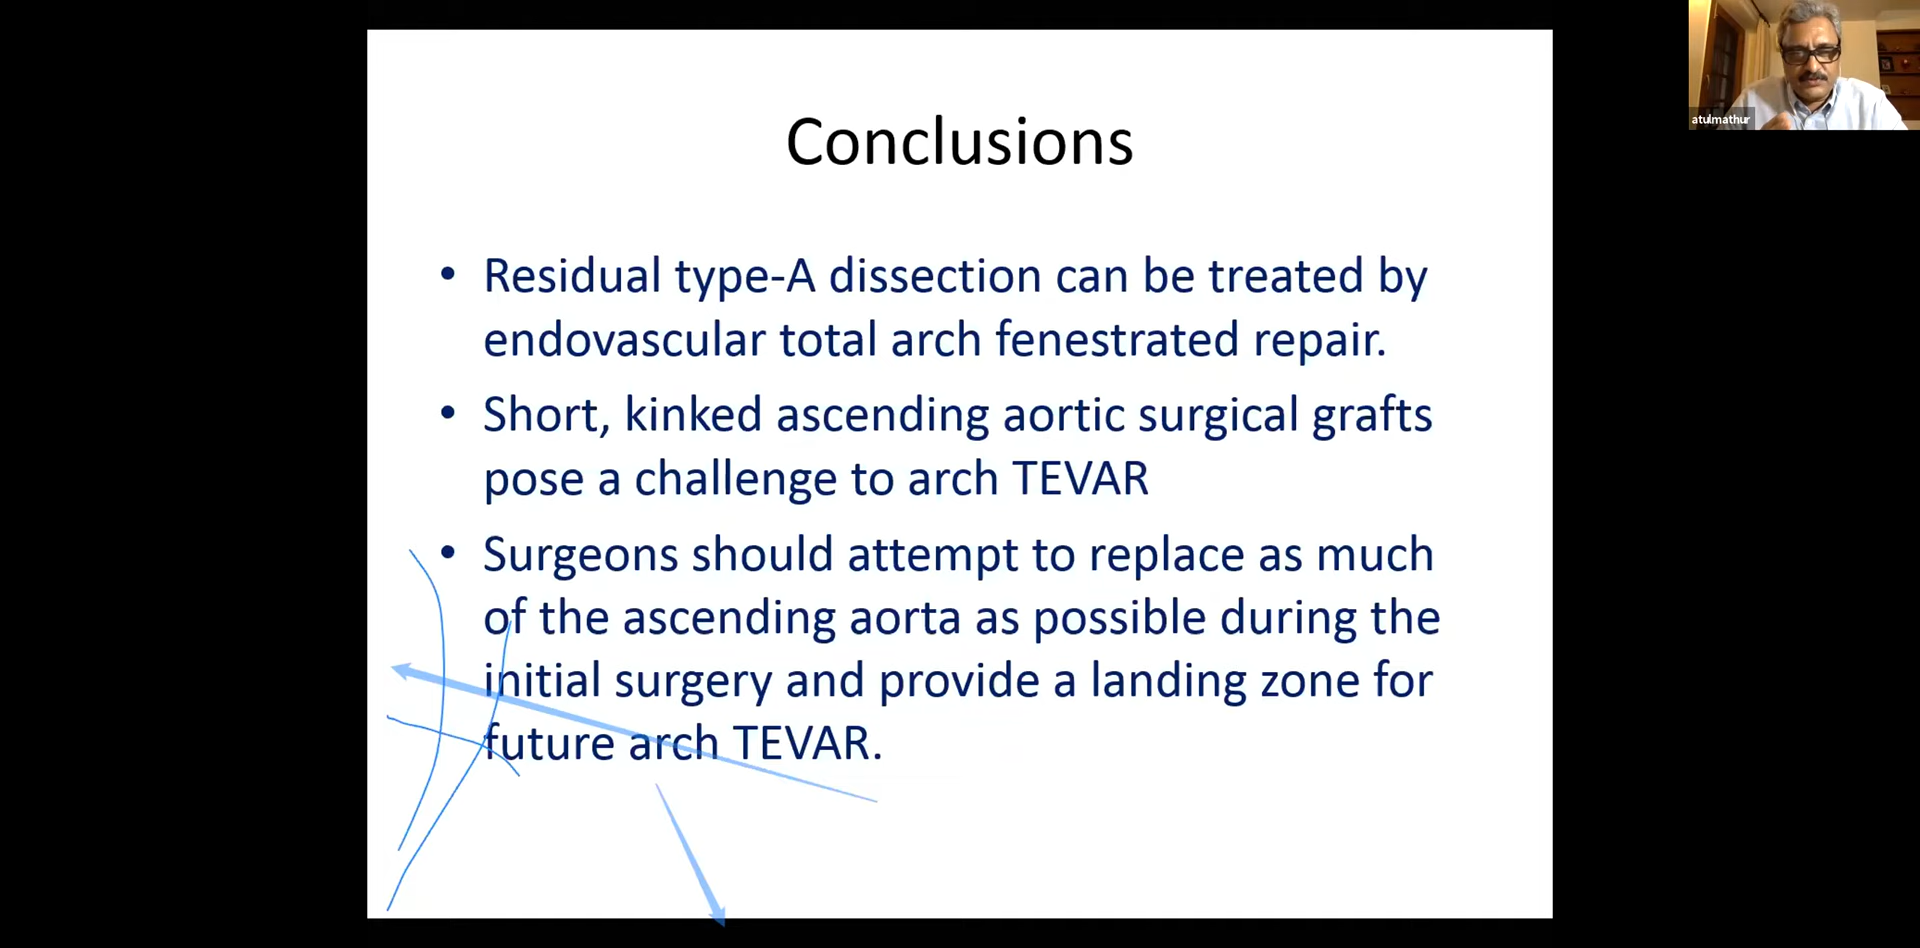 atulmathur
Conclusions
• Residual type-A dissection can be treated by
endovascular total arch fenestrated repair.
• Short, kinked ascending aortic surgical grafts
pose a challenge to arch TEVAR
• Surgeons should attempt to replace as much
of the ascending aorta as possible during the
initial surgery and provide a landing zone for
future arch TEVAR.